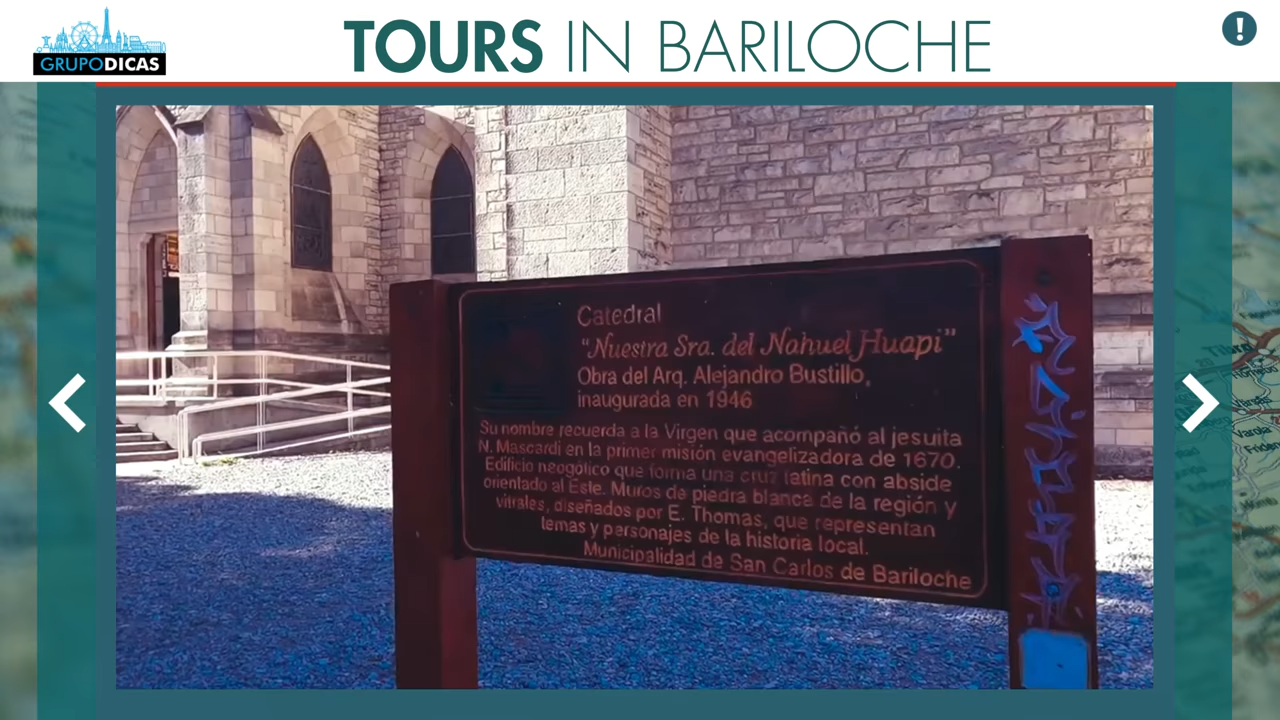 GRUPODICAS
TOURS IN BARILOCHE
Catedral
"Nuestra Sra. del Nahuel Huapi"
Obra del Arq. Alejandro Bustillo,
inaugurada en 1946
Su nombre recuerda a la Virgen que acompañó al jesuita
N. Mascardi en la primer misión evangelizadora de 1670.
Edificio neogótico que forma una cruz latina con abside
orientado al Este. Muros de piedra blanca de la región y
vitrales, diseñados por E. Thomas, que representan
temas y personajes de la historia local.
Municipalidad de San Carlos de Bariloche